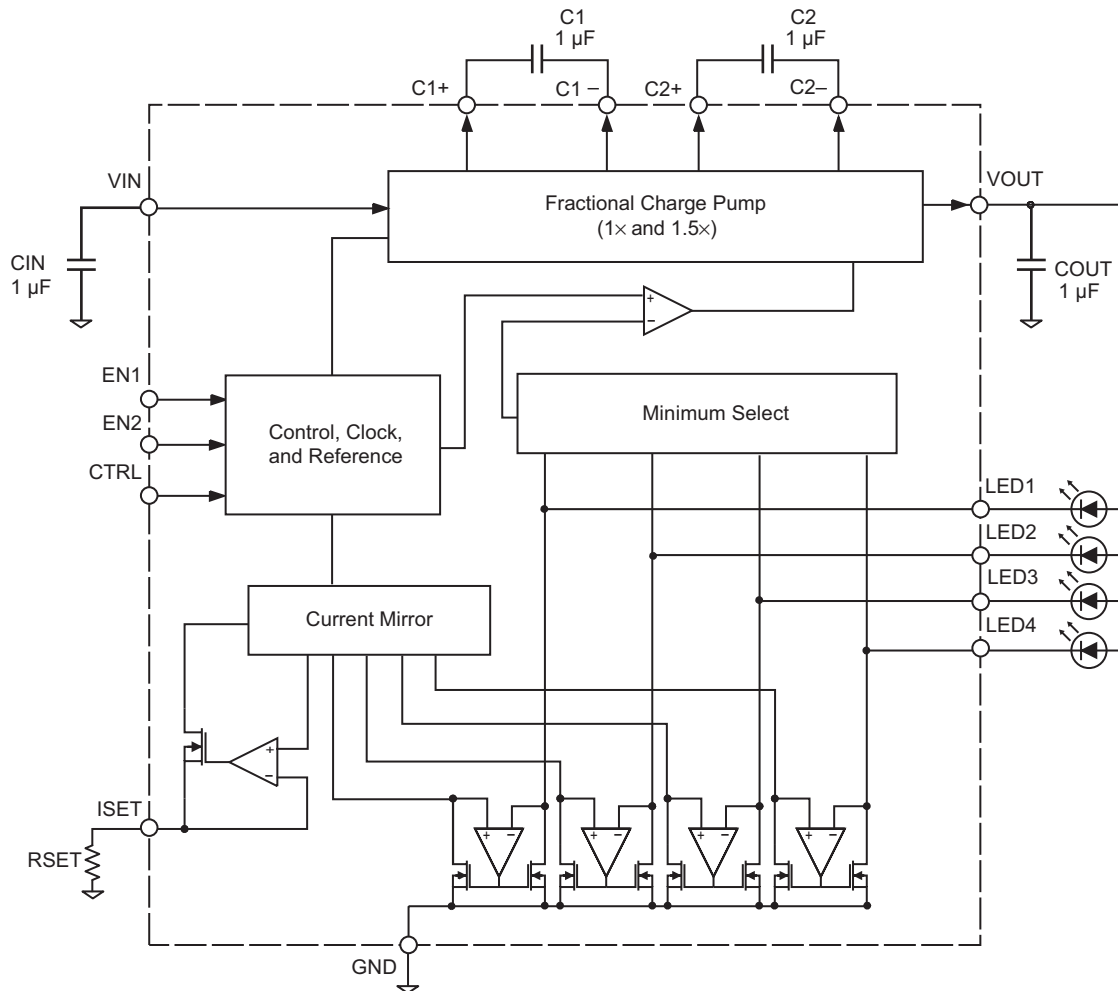 C1
1 µF
C2
1 µF
C1+
C1 –
C2+
C2–
VIN
Fractional Charge Pump
(1× and 1.5×)
VOUT
CIN
1 µF
COUT
1 µF
+
–
EN1
EN2
CTRL
Control, Clock,
and Reference
Minimum Select
LED1
LED2
LED3
LED4
Current Mirror
+
–
ISET
RSET
+ –
+ –
+ –
+ –
GND